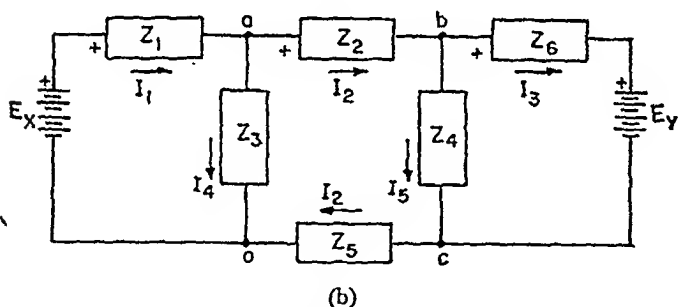 a b
+ Z1 + Z2 + Z6
I1 I2 I3
+ EX Z3 Z4 + EY
I4 I2 I5
o Z5 c
(b)